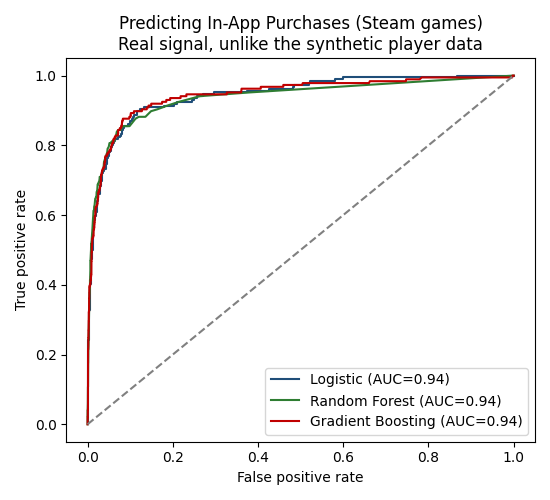 Predicting In-App Purchases (Steam games)
Real signal, unlike the synthetic player data
True positive rate
1.0
0.8
0.6
0.4
0.2
0.0
Logistic (AUC=0.94)
Random Forest (AUC=0.94)
Gradient Boosting (AUC=0.94)
0.0 0.2 0.4 0.6 0.8 1.0
False positive rate